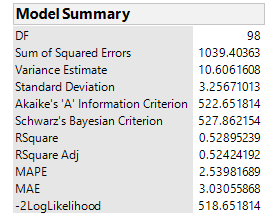 Model Summary
DF 98
Sum of Squared Errors 1039.40363
Variance Estimate 10.6061608
Standard Deviation 3.25671013
Akaike's 'A' Information Criterion 522.651814
Schwarz's Bayesian Criterion 527.862154
RSquare 0.52895239
RSquare Adj 0.52424192
MAPE 2.53981689
MAE 3.03055868
-2LogLikelihood 518.651814